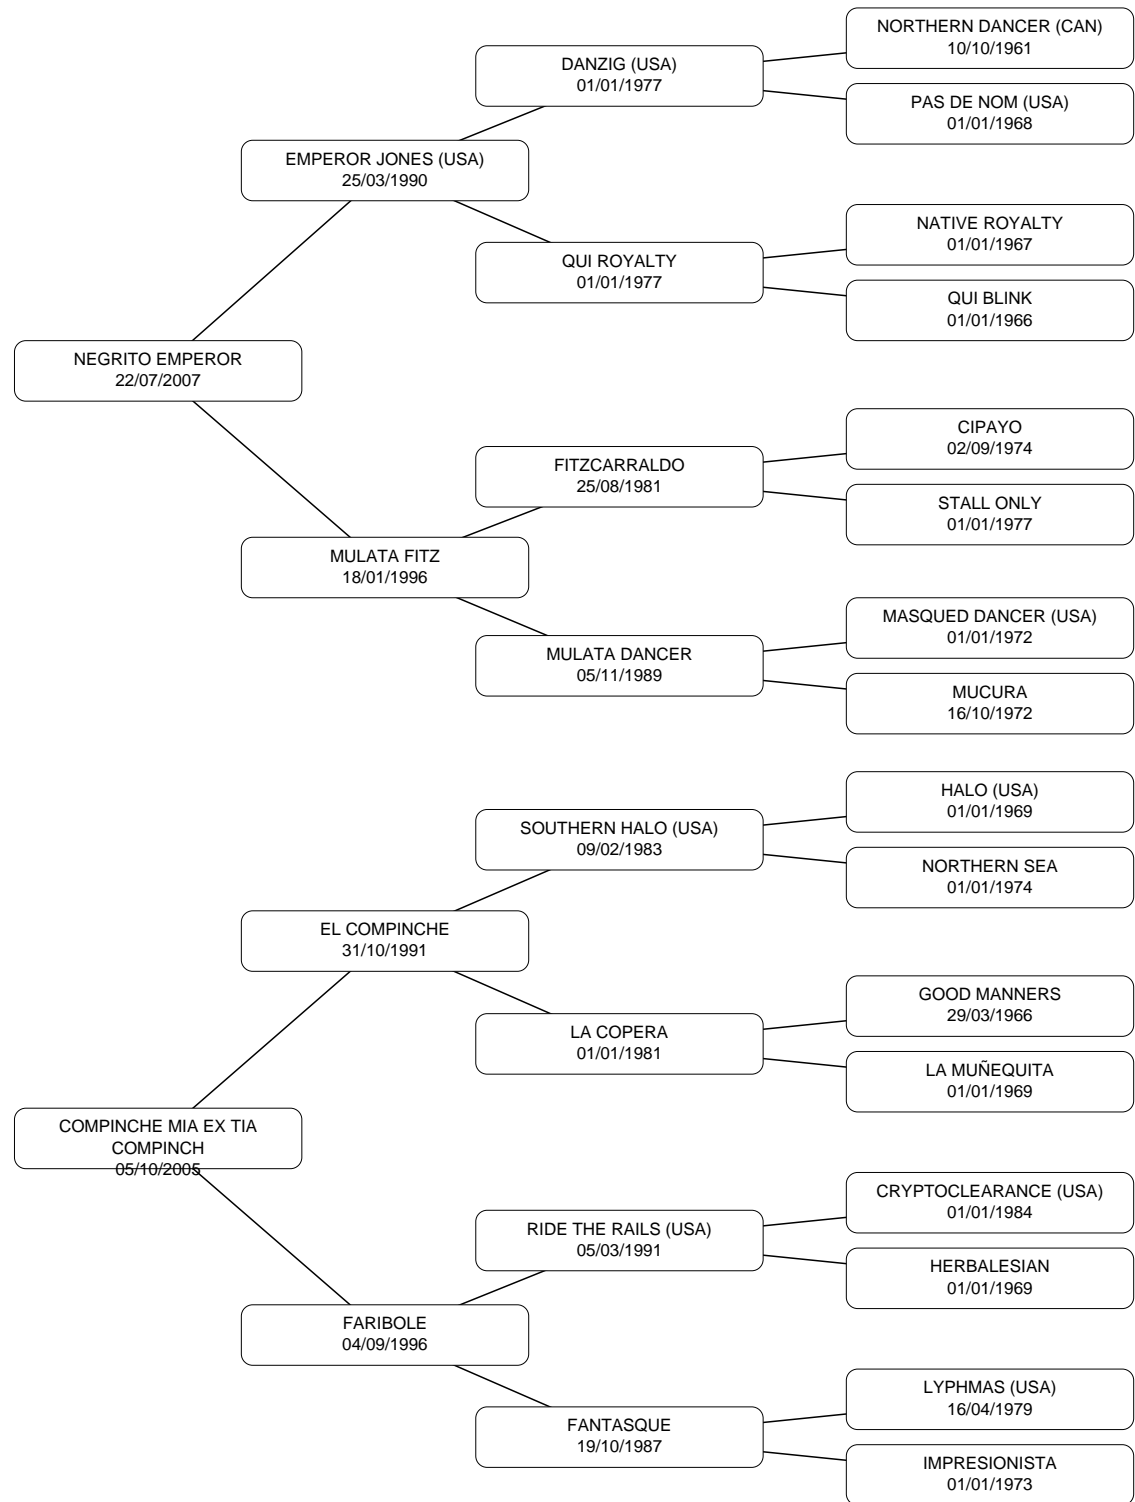 NORTHERN DANCER (CAN)
10/10/1961
DANZIG (USA)
01/01/1977
PAS DE NOM (USA)
01/01/1968
EMPEROR JONES (USA)
25/03/1990
NATIVE ROYALTY
01/01/1967
QUI ROYALTY
01/01/1977
QUI BLINK
01/01/1966
NEGRITO EMPEROR
22/07/2007
CIPAYO
02/09/1974
FITZCARRALDO
25/08/1981
STALL ONLY
01/01/1977
MULATA FITZ
18/01/1996
MASQUED DANCER (USA)
01/01/1972
MULATA DANCER
05/11/1989
MUCURA
16/10/1972
HALO (USA)
01/01/1969
SOUTHERN HALO (USA)
09/02/1983
NORTHERN SEA
01/01/1974
EL COMPINCHE
31/10/1991
GOOD MANNERS
29/03/1966
LA COPERA
01/01/1981
LA MUÑEQUITA
01/01/1969
COMPINCHE MIA EX TIA
COMPINCH
05/10/2005
CRYPTOCLEARANCE (USA)
01/01/1984
RIDE THE RAILS (USA)
05/03/1991
HERBALESIAN
01/01/1969
FARIBOLE
04/09/1996
LYPHMAS (USA)
16/04/1979
FANTASQUE
19/10/1987
IMPRESIONISTA
01/01/1973